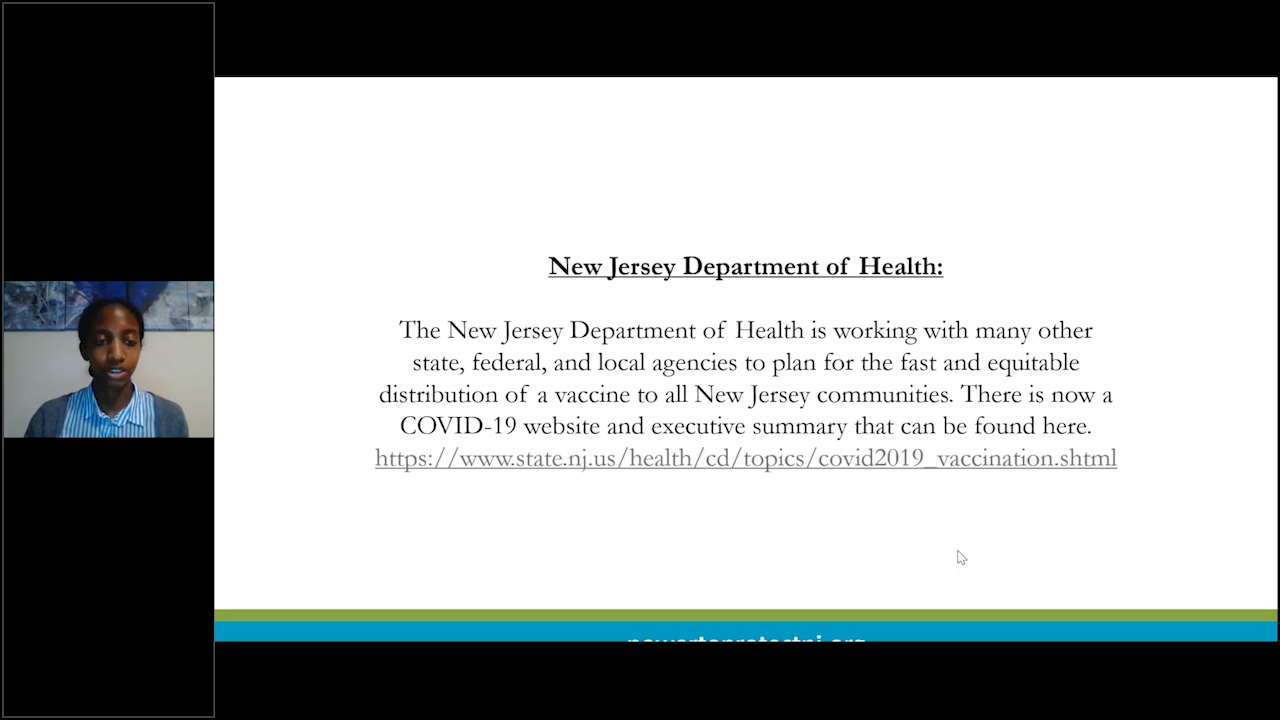 New Jersey Department of Health:
The New Jersey Department of Health is working with many other
state, federal, and local agencies to plan for the fast and equitable
distribution of a vaccine to all New Jersey communities. There is now a
COVID-19 website and executive summary that can be found here.
https://www.state.nj.us/health/cd/topics/covid2019_vaccination.shtml